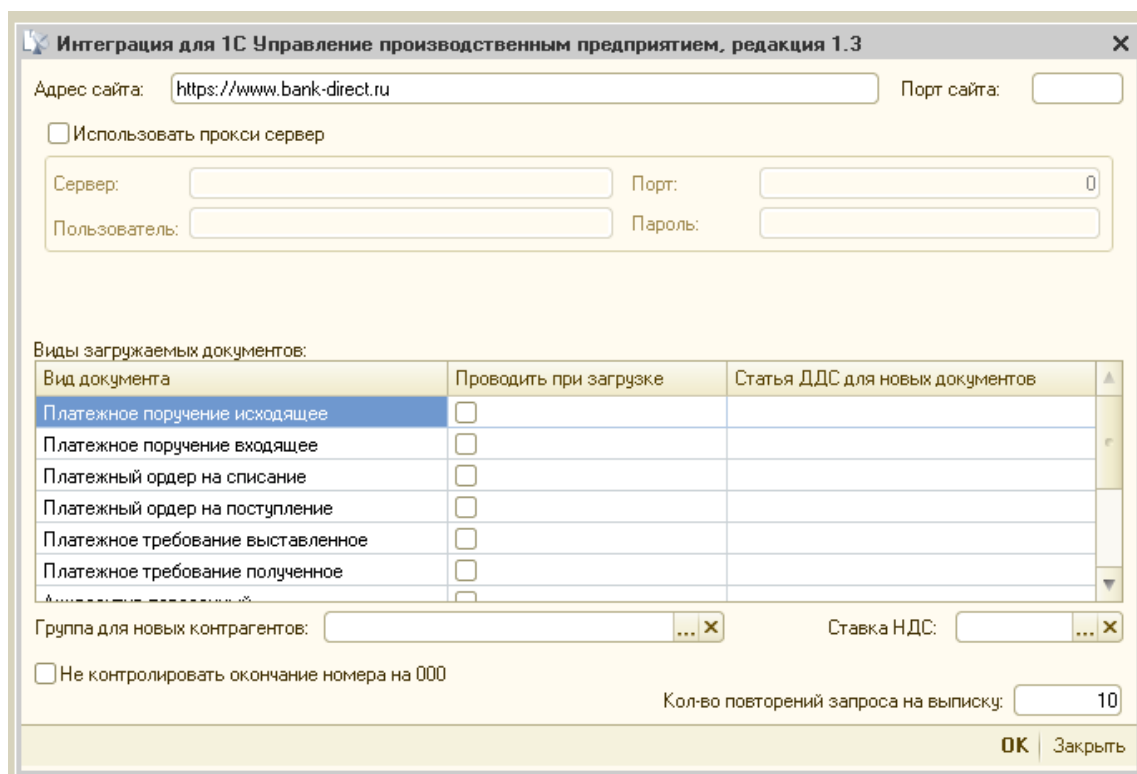 Интеграция для 1С Управление производственным предприятием, редакция 1.3
Адрес сайта: https://www.bank-direct.ru Порт сайта:
Использовать прокси сервер
Сервер: Порт: 0
Пользователь: Пароль:
Виды загружаемых документов:
Вид документа Проводить при загрузке Статья ДДС для новых документов
Платежное поручение исходящее
Платежное поручение входящее
Платежный ордер на списание
Платежный ордер на поступление
Платежное требование выставленное
Платежное требование полученное
Группа для новых контрагентов: ... Ставка НДС: ...
Не контролировать окончание номера на 000
Кол-во повторений запроса на выписку: 10
OK Закрыть